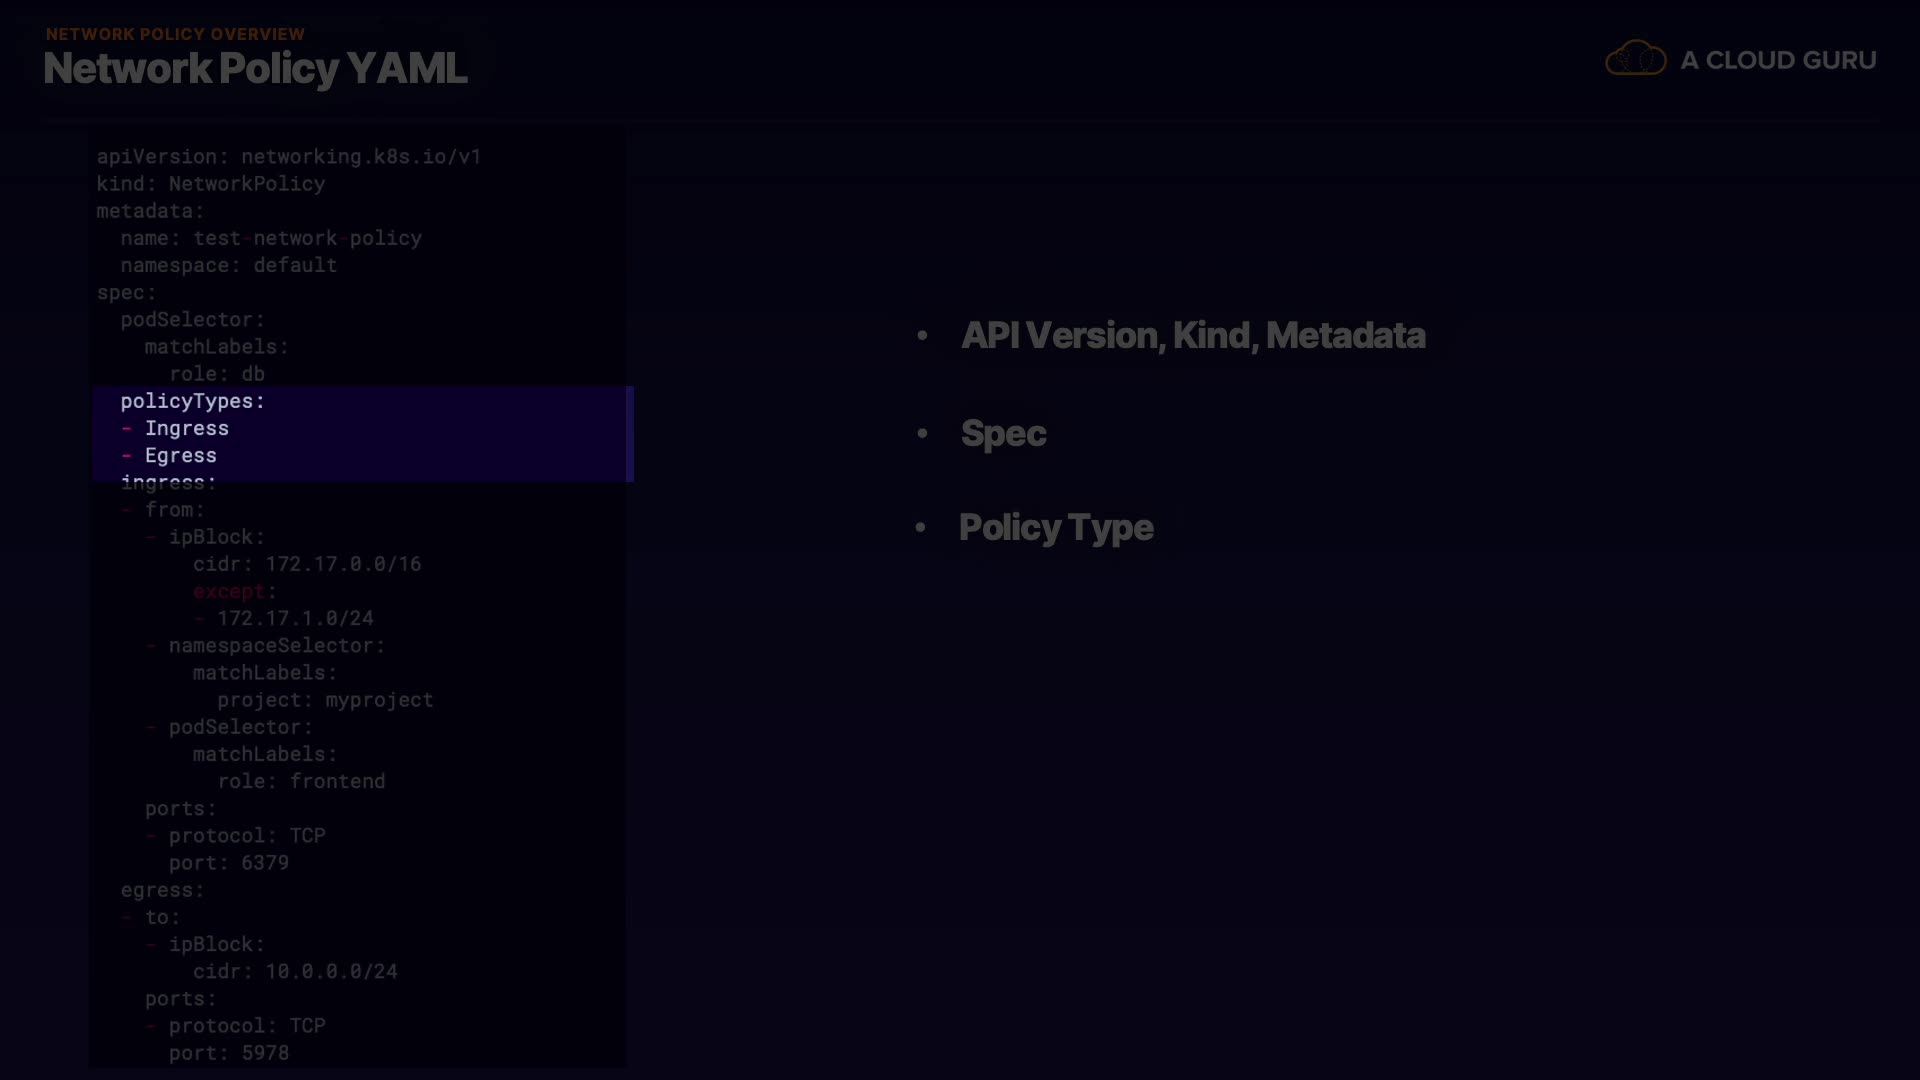 NETWORK POLICY OVERVIEW
Network Policy YAML
A CLOUD GURU
apiVersion: networking.k8s.io/v1
kind: NetworkPolicy
metadata:
  name: test-network-policy
  namespace: default
spec:
  podSelector:
    matchLabels:
      role: db
  policyTypes:
  - Ingress
  - Egress
  ingress:
  - from:
    - ipBlock:
        cidr: 172.17.0.0/16
        except:
        - 172.17.1.0/24
    - namespaceSelector:
        matchLabels:
          project: myproject
    - podSelector:
        matchLabels:
          role: frontend
    ports:
    - protocol: TCP
      port: 6379
  egress:
  - to:
    - ipBlock:
        cidr: 10.0.0.0/24
    ports:
    - protocol: TCP
      port: 5978
• API Version, Kind, Metadata
• Spec
• Policy Type